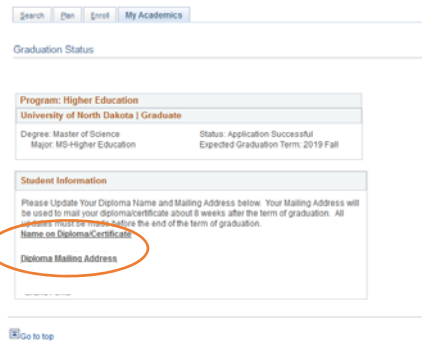 Search Plan Enroll My Academics
Graduation Status
Program: Higher Education
University of North Dakota | Graduate
Degree: Master of Science Status: Application Successful
Major: MS-Higher Education Expected Graduation Term: 2019 Fall
Student Information
Please Update Your Diploma Name and Mailing Address below. Your Mailing Address will
be used to mail your diploma/certificate about 8 weeks after the term of graduation. All
updates must be made before the end of the term of graduation.
Name on Diploma/Certificate
Diploma Mailing Address
Go to top